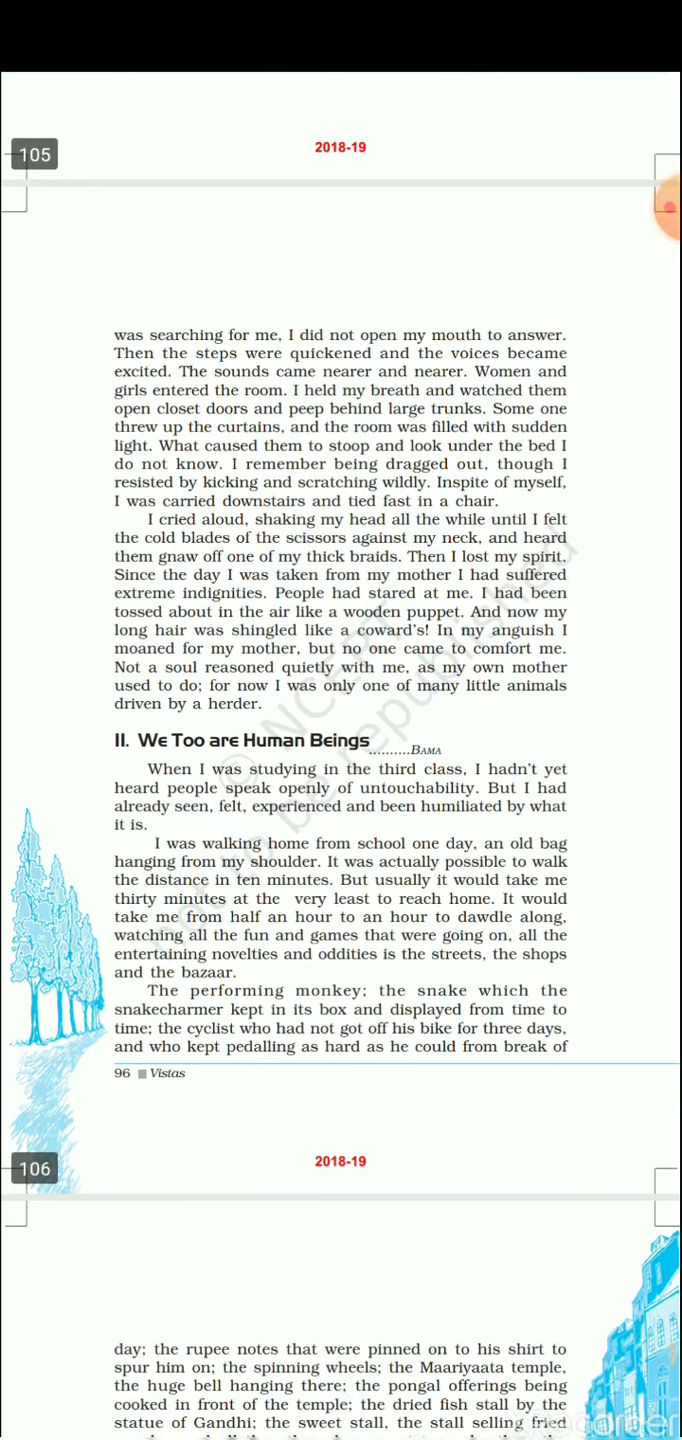 2018-19
105
was searching for me, I did not open my mouth to answer.
Then the steps were quickened and the voices became
excited. The sounds came nearer and nearer. Women and
girls entered the room. I held my breath and watched them
open closet doors and peep behind large trunks. Some one
threw up the curtains, and the room was filled with sudden
light. What caused them to stoop and look under the bed I
do not know. I remember being dragged out, though I
resisted by kicking and scratching wildly. Inspite of myself,
I was carried downstairs and tied fast in a chair.
I cried aloud, shaking my head all the while until I felt
the cold blades of the scissors against my neck, and heard
them gnaw off one of my thick braids. Then I lost my spirit.
Since the day I was taken from my mother I had suffered
extreme indignities. People had stared at me. I had been
tossed about in the air like a wooden puppet. And now my
long hair was shingled like a coward's! In my anguish I
moaned for my mother, but no one came to comfort me.
Not a soul reasoned quietly with me, as my own mother
used to do; for now I was only one of many little animals
driven by a herder.
II. We Too are Human Beings
..........BAMA
When I was studying in the third class, I hadn't yet
heard people speak openly of untouchability. But I had
already seen, felt, experienced and been humiliated by what
it is.
I was walking home from school one day, an old bag
hanging from my shoulder. It was actually possible to walk
the distance in ten minutes. But usually it would take me
thirty minutes at the very least to reach home. It would
take me from half an hour to an hour to dawdle along,
watching all the fun and games that were going on, all the
entertaining novelties and oddities is the streets, the shops
and the bazaar.
The performing monkey; the snake which the
snakecharmer kept in its box and displayed from time to
time; the cyclist who had not got off his bike for three days,
and who kept pedalling as hard as he could from break of
96 ■ Vistas
© NCERT
not to be republished
2018-19
106
day; the rupee notes that were pinned on to his shirt to
spur him on; the spinning wheels; the Maariyaata temple,
the huge bell hanging there; the pongal offerings being
cooked in front of the temple; the dried fish stall by the
statue of Gandhi; the sweet stall, the stall selling fried